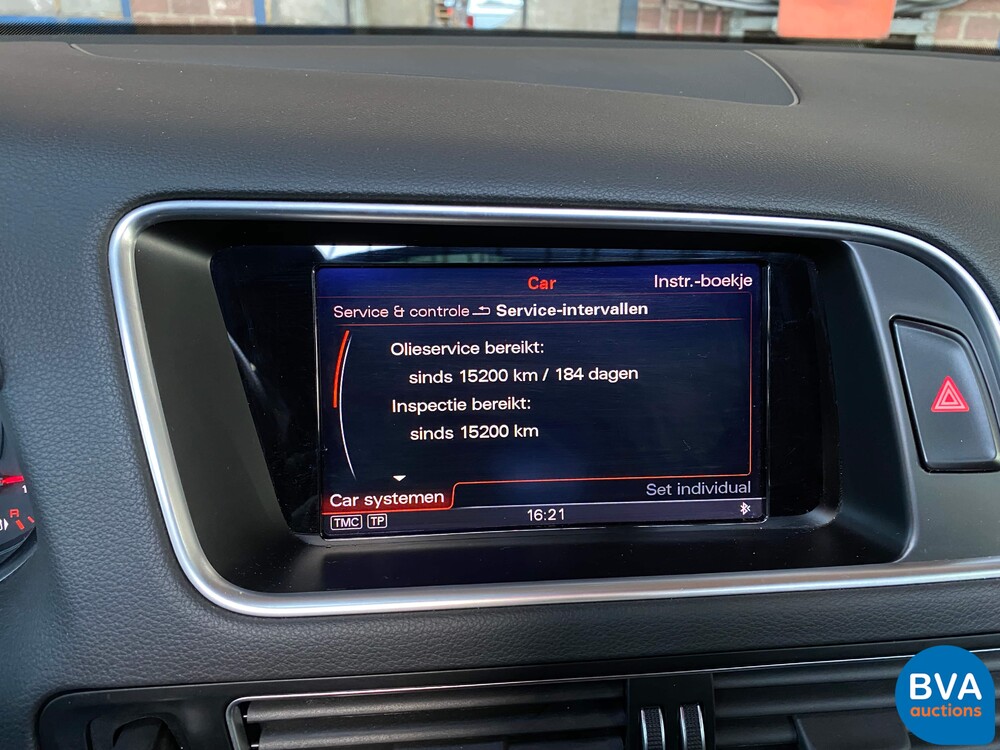 Car
Instr.-boekje
Service & controle Service-intervallen
Olieservice bereikt:
sinds 15200 km / 184 dagen
Inspectie bereikt:
sinds 15200 km
Car systemen
Set individual
TMC TP
16:21
1
R
BVA
auctions